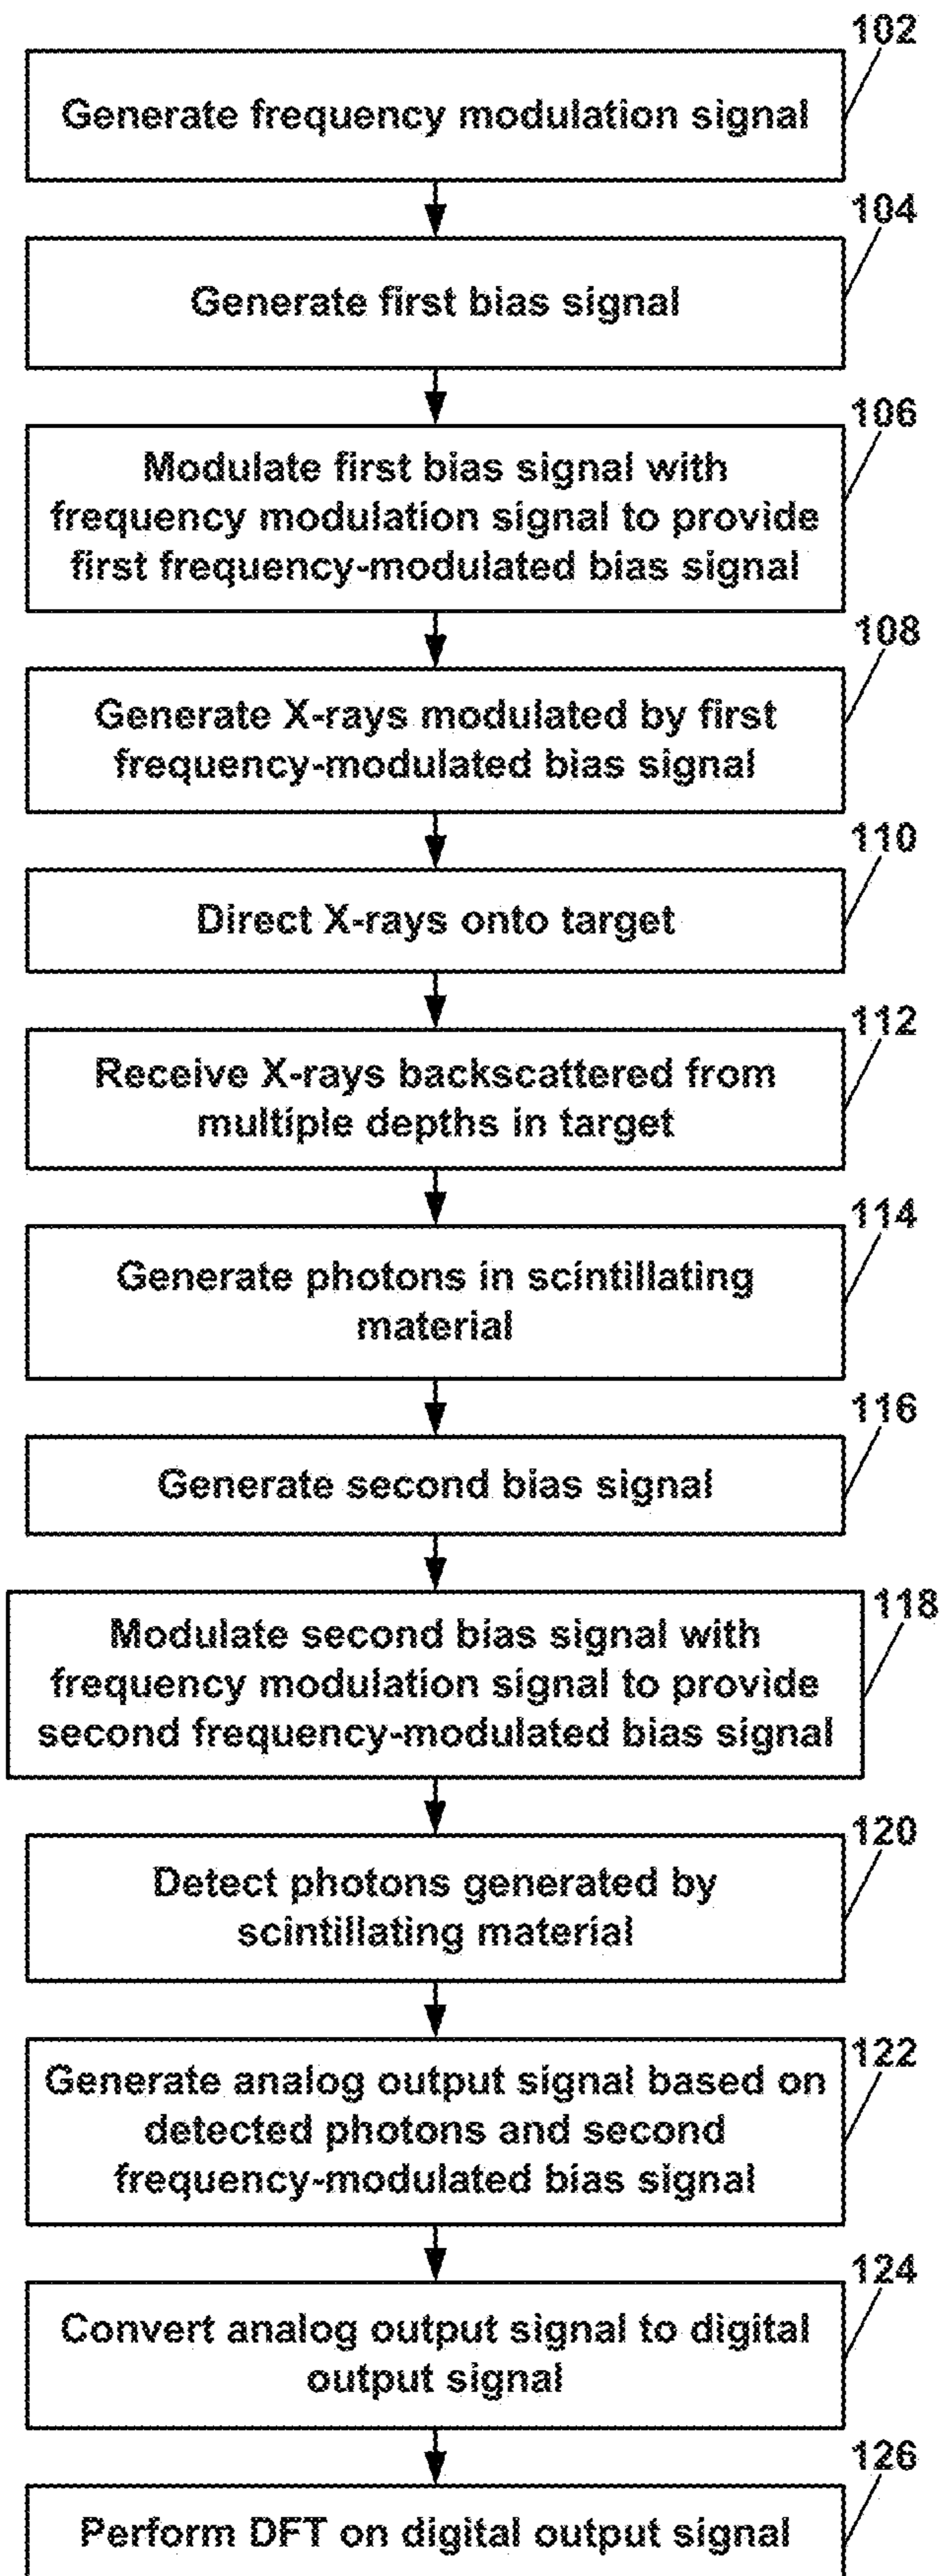 102
Generate frequency modulation signal
104
Generate first bias signal
106
Modulate first bias signal with
frequency modulation signal to provide
first frequency-modulated bias signal
108
Generate X-rays modulated by first
frequency-modulated bias signal
110
Direct X-rays onto target
112
Receive X-rays backscattered from
multiple depths in target
114
Generate photons in scintillating
material
116
Generate second bias signal
118
Modulate second bias signal with
frequency modulation signal to provide
second frequency-modulated bias signal
120
Detect photons generated by
scintillating material
122
Generate analog output signal based on
detected photons and second
frequency-modulated bias signal
124
Convert analog output signal to digital
output signal
126
Perform DFT on digital output signal